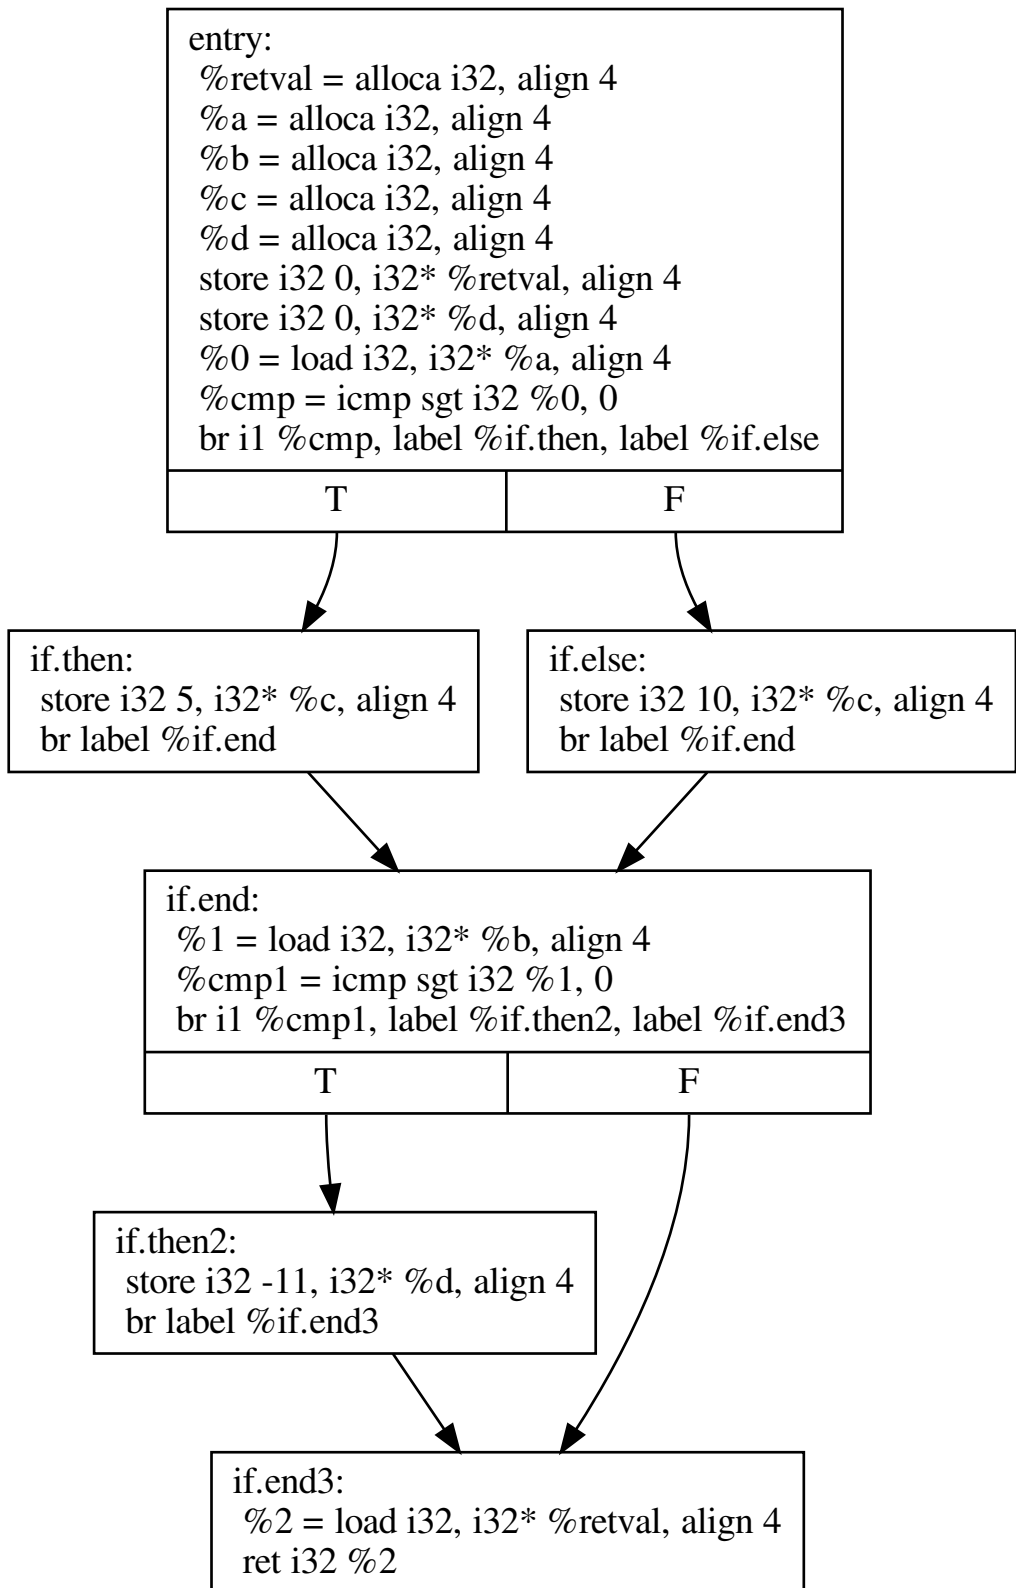 entry:
%retval = alloca i32, align 4
%a = alloca i32, align 4
%b = alloca i32, align 4
%c = alloca i32, align 4
%d = alloca i32, align 4
store i32 0, i32* %retval, align 4
store i32 0, i32* %d, align 4
%0 = load i32, i32* %a, align 4
%cmp = icmp sgt i32 %0, 0
br i1 %cmp, label %if.then, label %if.else
T
F
if.then:
store i32 5, i32* %c, align 4
br label %if.end
if.else:
store i32 10, i32* %c, align 4
br label %if.end
if.end:
%1 = load i32, i32* %b, align 4
%cmp1 = icmp sgt i32 %1, 0
br i1 %cmp1, label %if.then2, label %if.end3
T
F
if.then2:
store i32 -11, i32* %d, align 4
br label %if.end3
if.end3:
%2 = load i32, i32* %retval, align 4
ret i32 %2